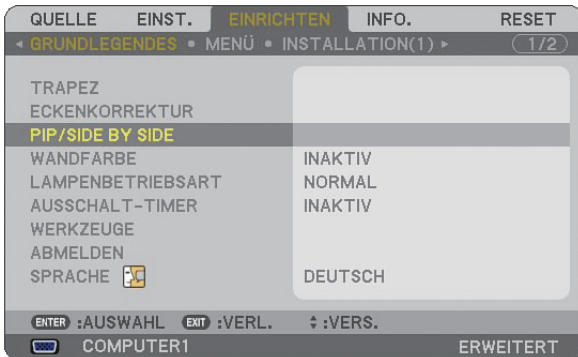 QUELLE EINST. EINRICHTEN INFO. RESET
GRUNDLEGENDES • MENÜ • INSTALLATION(1) 1/2
TRAPEZ
ECKENKORREKTUR
PIP/SIDE BY SIDE
WANDFARBE INAKTIV
LAMPENBETRIEBSART NORMAL
AUSSCHALT-TIMER INAKTIV
WERKZEUGE
ABMELDEN
SPRACHE DEUTSCH
ENTER :AUSWAHL EXIT :VERL. :VERS.
COMPUTER1 ERWEITERT